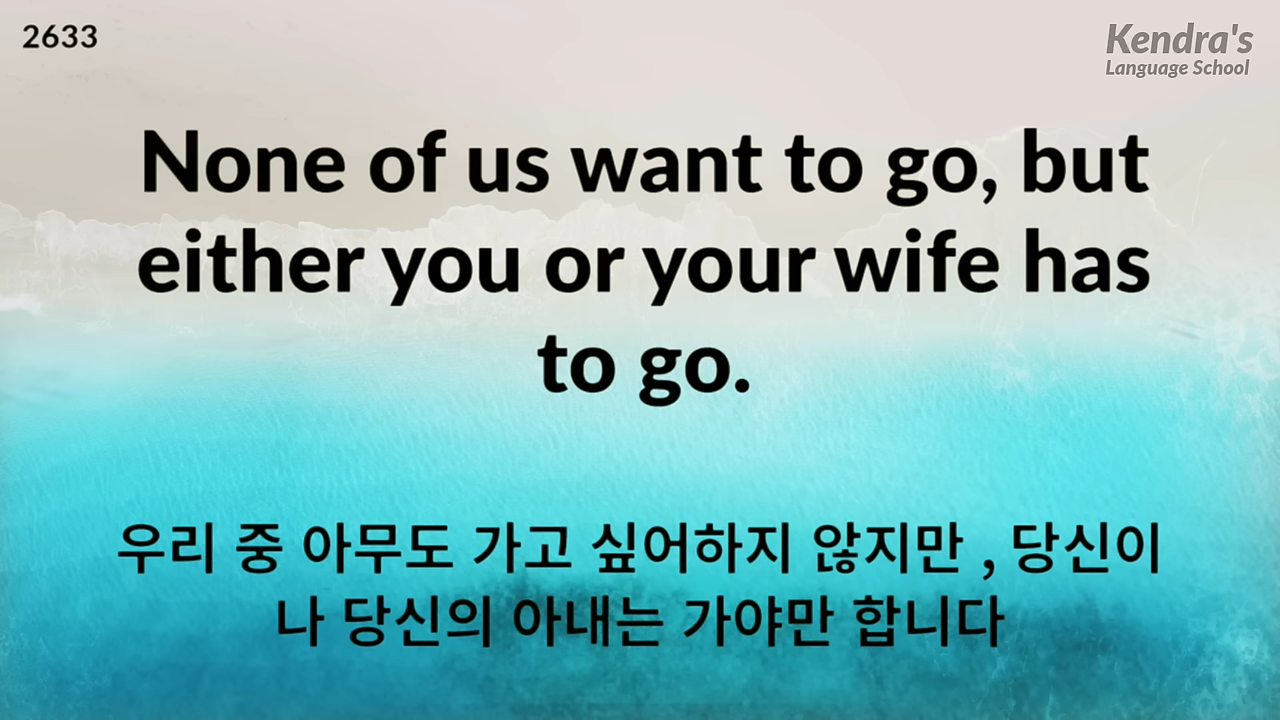 2633
Kendra's
Language School
None of us want to go, but
either you or your wife has
to go.
우리 중 아무도 가고 싶어하지 않지만 , 당신이
나 당신의 아내는 가야만 합니다